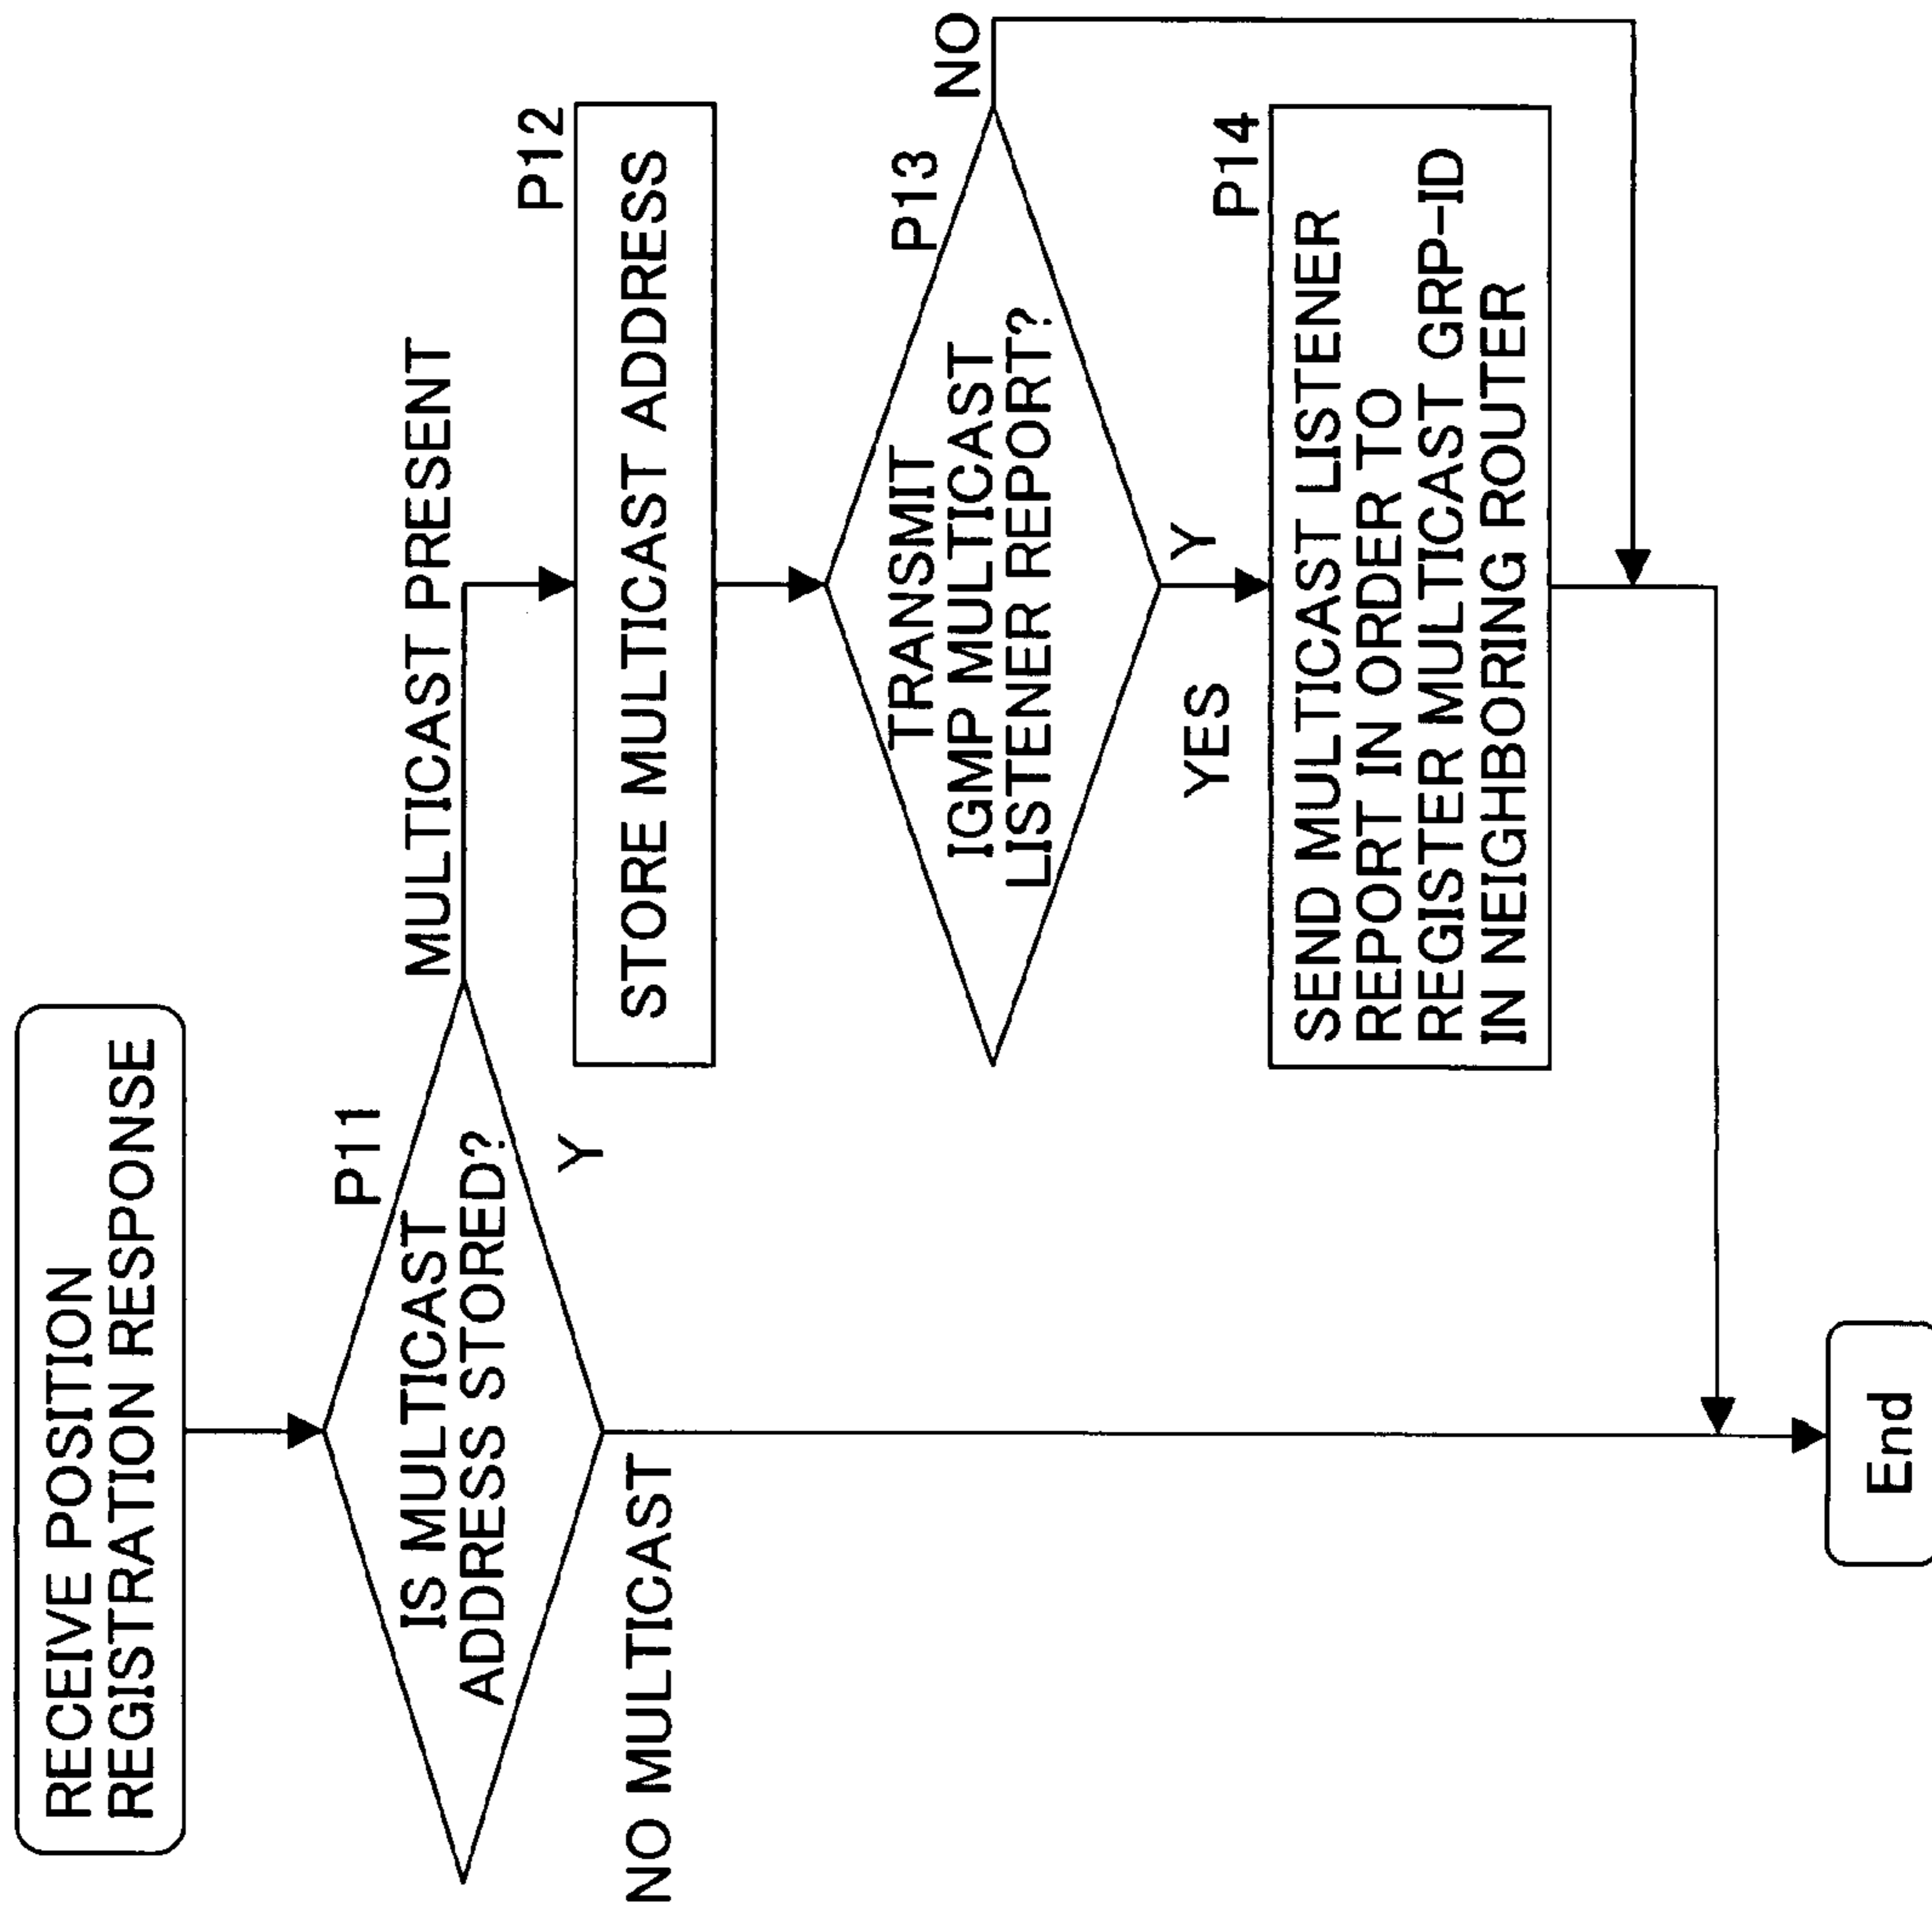 RECEIVE POSITION
REGISTRATION RESPONSE
P11
IS MULTICAST
ADDRESS STORED?
MULTICAST PRESENT
Y
NO MULTICAST
P12
STORE MULTICAST ADDRESS
P13
TRANSMIT
IGMP MULTICAST
LISTENER REPORT?
NO
Y
YES
P14
SEND MULTICAST LISTENER
REPORT IN ORDER TO
REGISTER MULTICAST GRP-ID
IN NEIGHBORING ROUTER
End